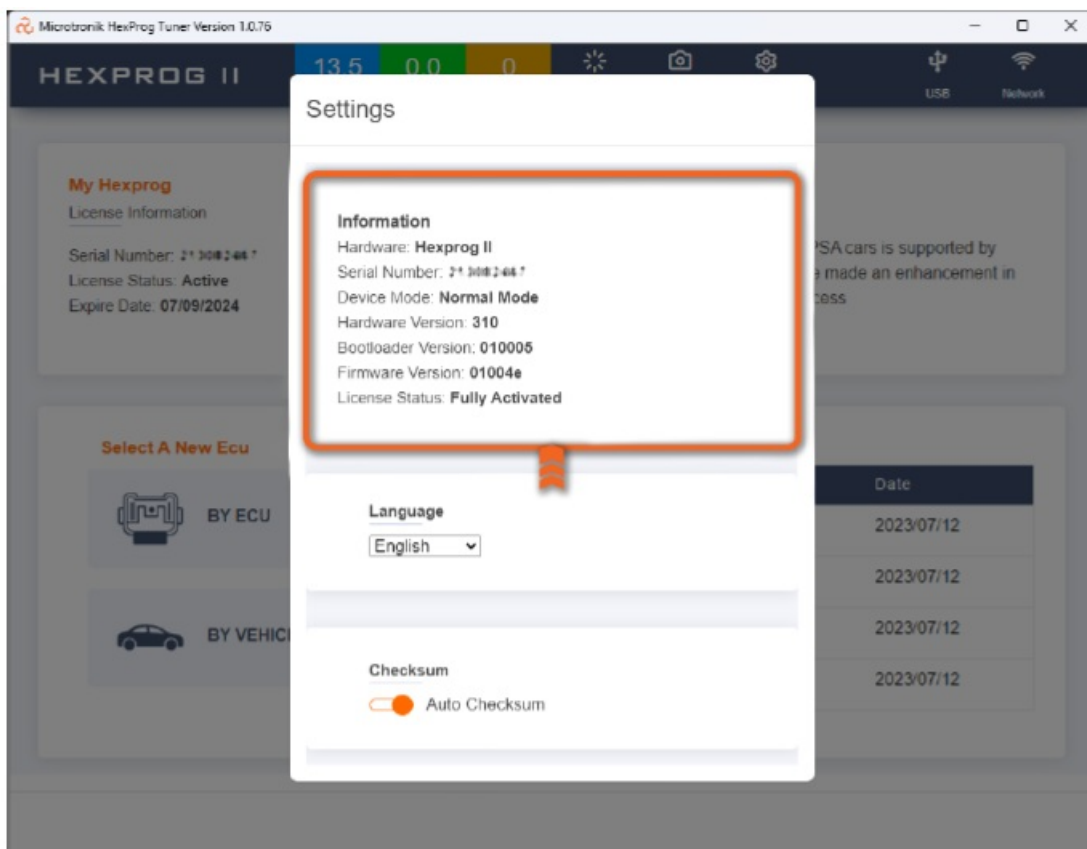 Microtronik HexProg Tuner Version 1.0.76
HEXPROG II
13.5
0.0
0
USB
Network
Settings
My Hexprog
License Information
Serial Number:
License Status: Active
Expire Date: 07/09/2024
Information
Hardware: Hexprog II
Serial Number:
Device Mode: Normal Mode
Hardware Version: 310
Bootloader Version: 010005
Firmware Version: 01004e
License Status: Fully Activated
PSA cars is supported by
made an enhancement in
Select A New Ecu
BY ECU
BY VEHIC
Language
English
Checksum
Auto Checksum
Date
2023/07/12
2023/07/12
2023/07/12
2023/07/12